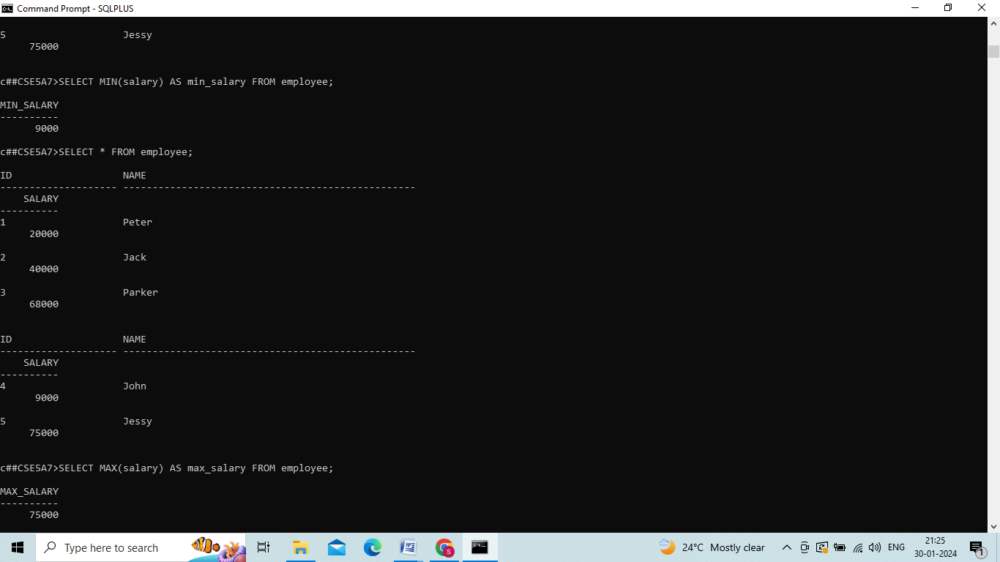 Command Prompt - SQLPLUS
5                    Jessy
     75000
c##CSE5A7>SELECT MIN(salary) AS min_salary FROM employee;
MIN_SALARY
----------
      9000
c##CSE5A7>SELECT * FROM employee;
ID                   NAME
-------------------- --------------------------------------------------
    SALARY
----------
1                    Peter
     20000
2                    Jack
     40000
3                    Parker
     68000
ID                   NAME
-------------------- --------------------------------------------------
    SALARY
----------
4                    John
      9000
5                    Jessy
     75000
c##CSE5A7>SELECT MAX(salary) AS max_salary FROM employee;
MAX_SALARY
----------
     75000
Type here to search
24°C Mostly clear
ENG
21:25
30-01-2024
1